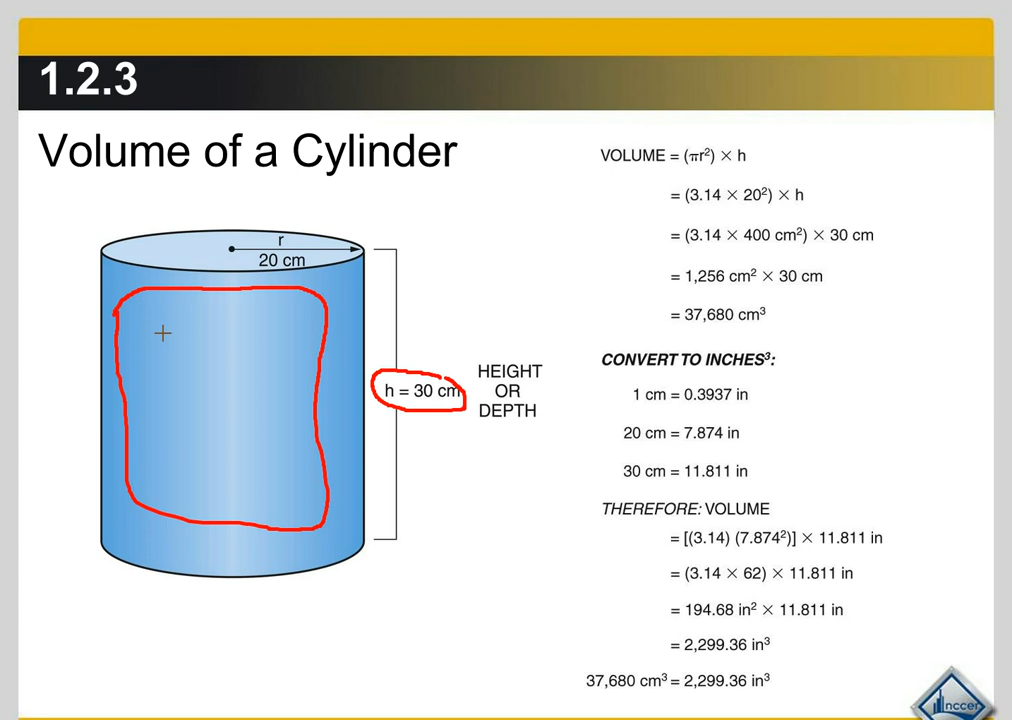 1.2.3
Volume of a Cylinder
r
20 cm
h = 30 cm
HEIGHT
OR
DEPTH
VOLUME = (πr²) × h
= (3.14 × 20²) × h
= (3.14 × 400 cm²) × 30 cm
= 1,256 cm² × 30 cm
= 37,680 cm³
CONVERT TO INCHES³:
1 cm = 0.3937 in
20 cm = 7.874 in
30 cm = 11.811 in
THEREFORE: VOLUME
= [(3.14) (7.874²)] × 11.811 in
= (3.14 × 62) × 11.811 in
= 194.68 in² × 11.811 in
= 2,299.36 in³
37,680 cm³ = 2,299.36 in³
nccer